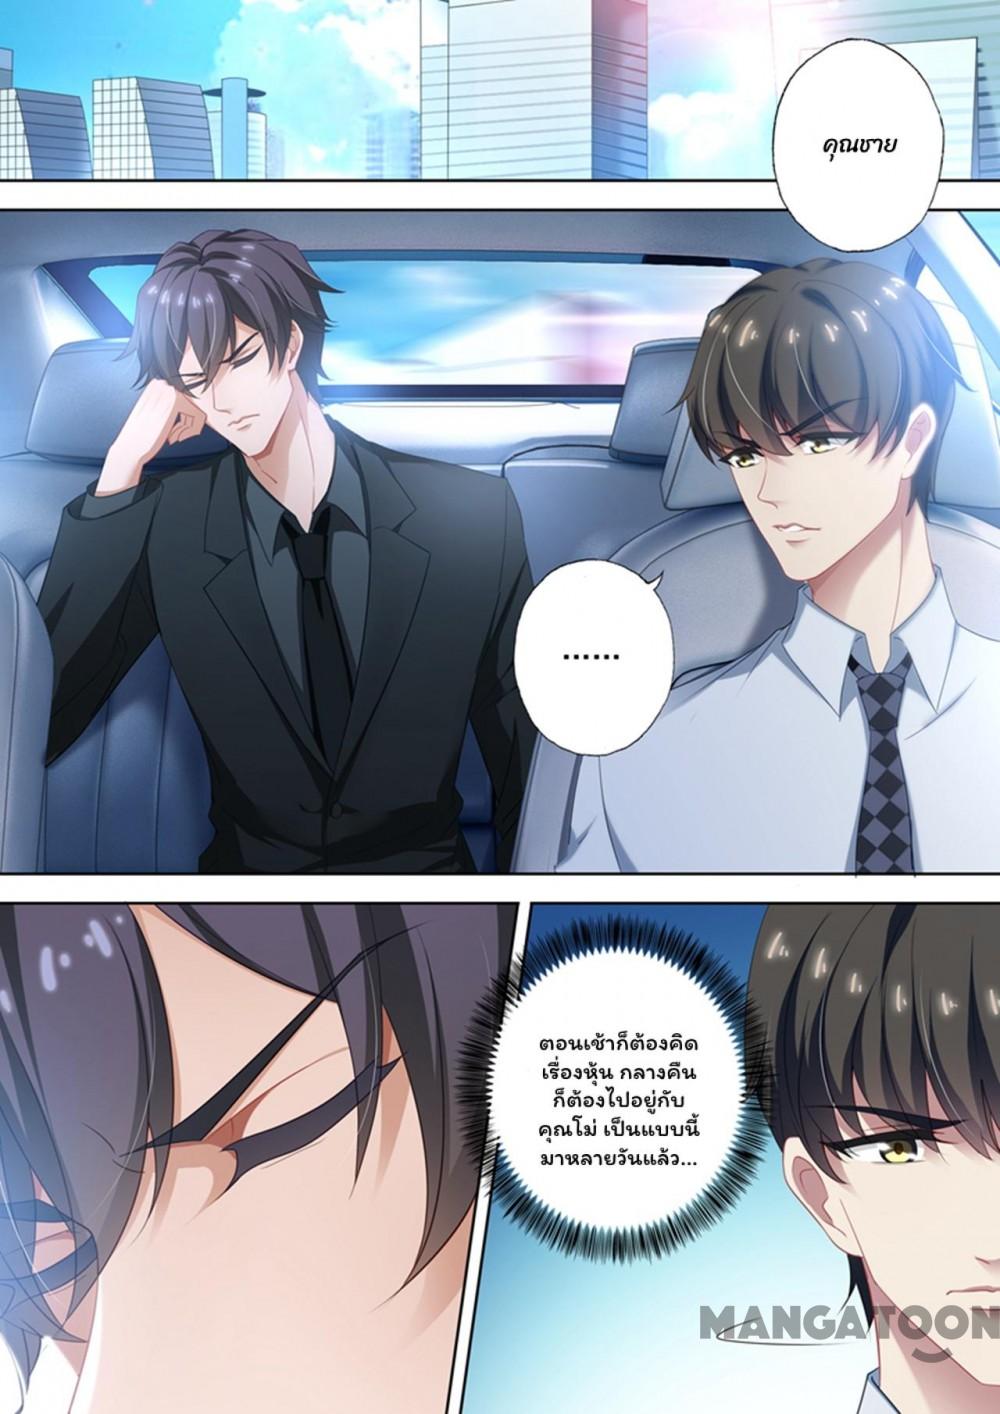 คุณชาย
......
ตอนเช้าก็ต้องคิด
เรื่องหุ้น กลางคืน
ก็ต้องไปอยู่กับ
คุณโม่ เป็นแบบนี้
มาหลายวันแล้ว...
MANGATOON